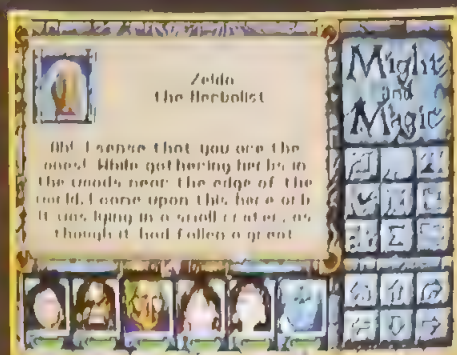 Zelda
the Herbalist
Might
and
Magic
Ah! I sense that you are the
ones! While gathering herbs in
the woods near the edge of the
world, I came upon this here orb.
It was lying in a small crater, as
though it had fallen a great